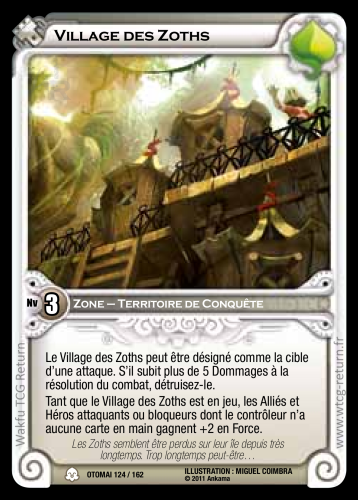 Village des Zoths
Nv 3 Zone – Territoire de Conquête
Le Village des Zoths peut être désigné comme la cible
d'une attaque. S'il subit plus de 5 Dommages à la
résolution du combat, détruisez-le.
Tant que le Village des Zoths est en jeu, les Alliés et
Héros attaquants ou bloqueurs dont le contrôleur n'a
aucune carte en main gagnent +2 en Force.
Les Zoths semblent être perdus sur leur île depuis très
longtemps. Trop longtemps peut-être…
OTOMAI 124 / 162
ILLUSTRATION : MIGUEL COIMBRA
© 2011 Ankama
Wakfu TCG Return
www.wtcg-return.fr